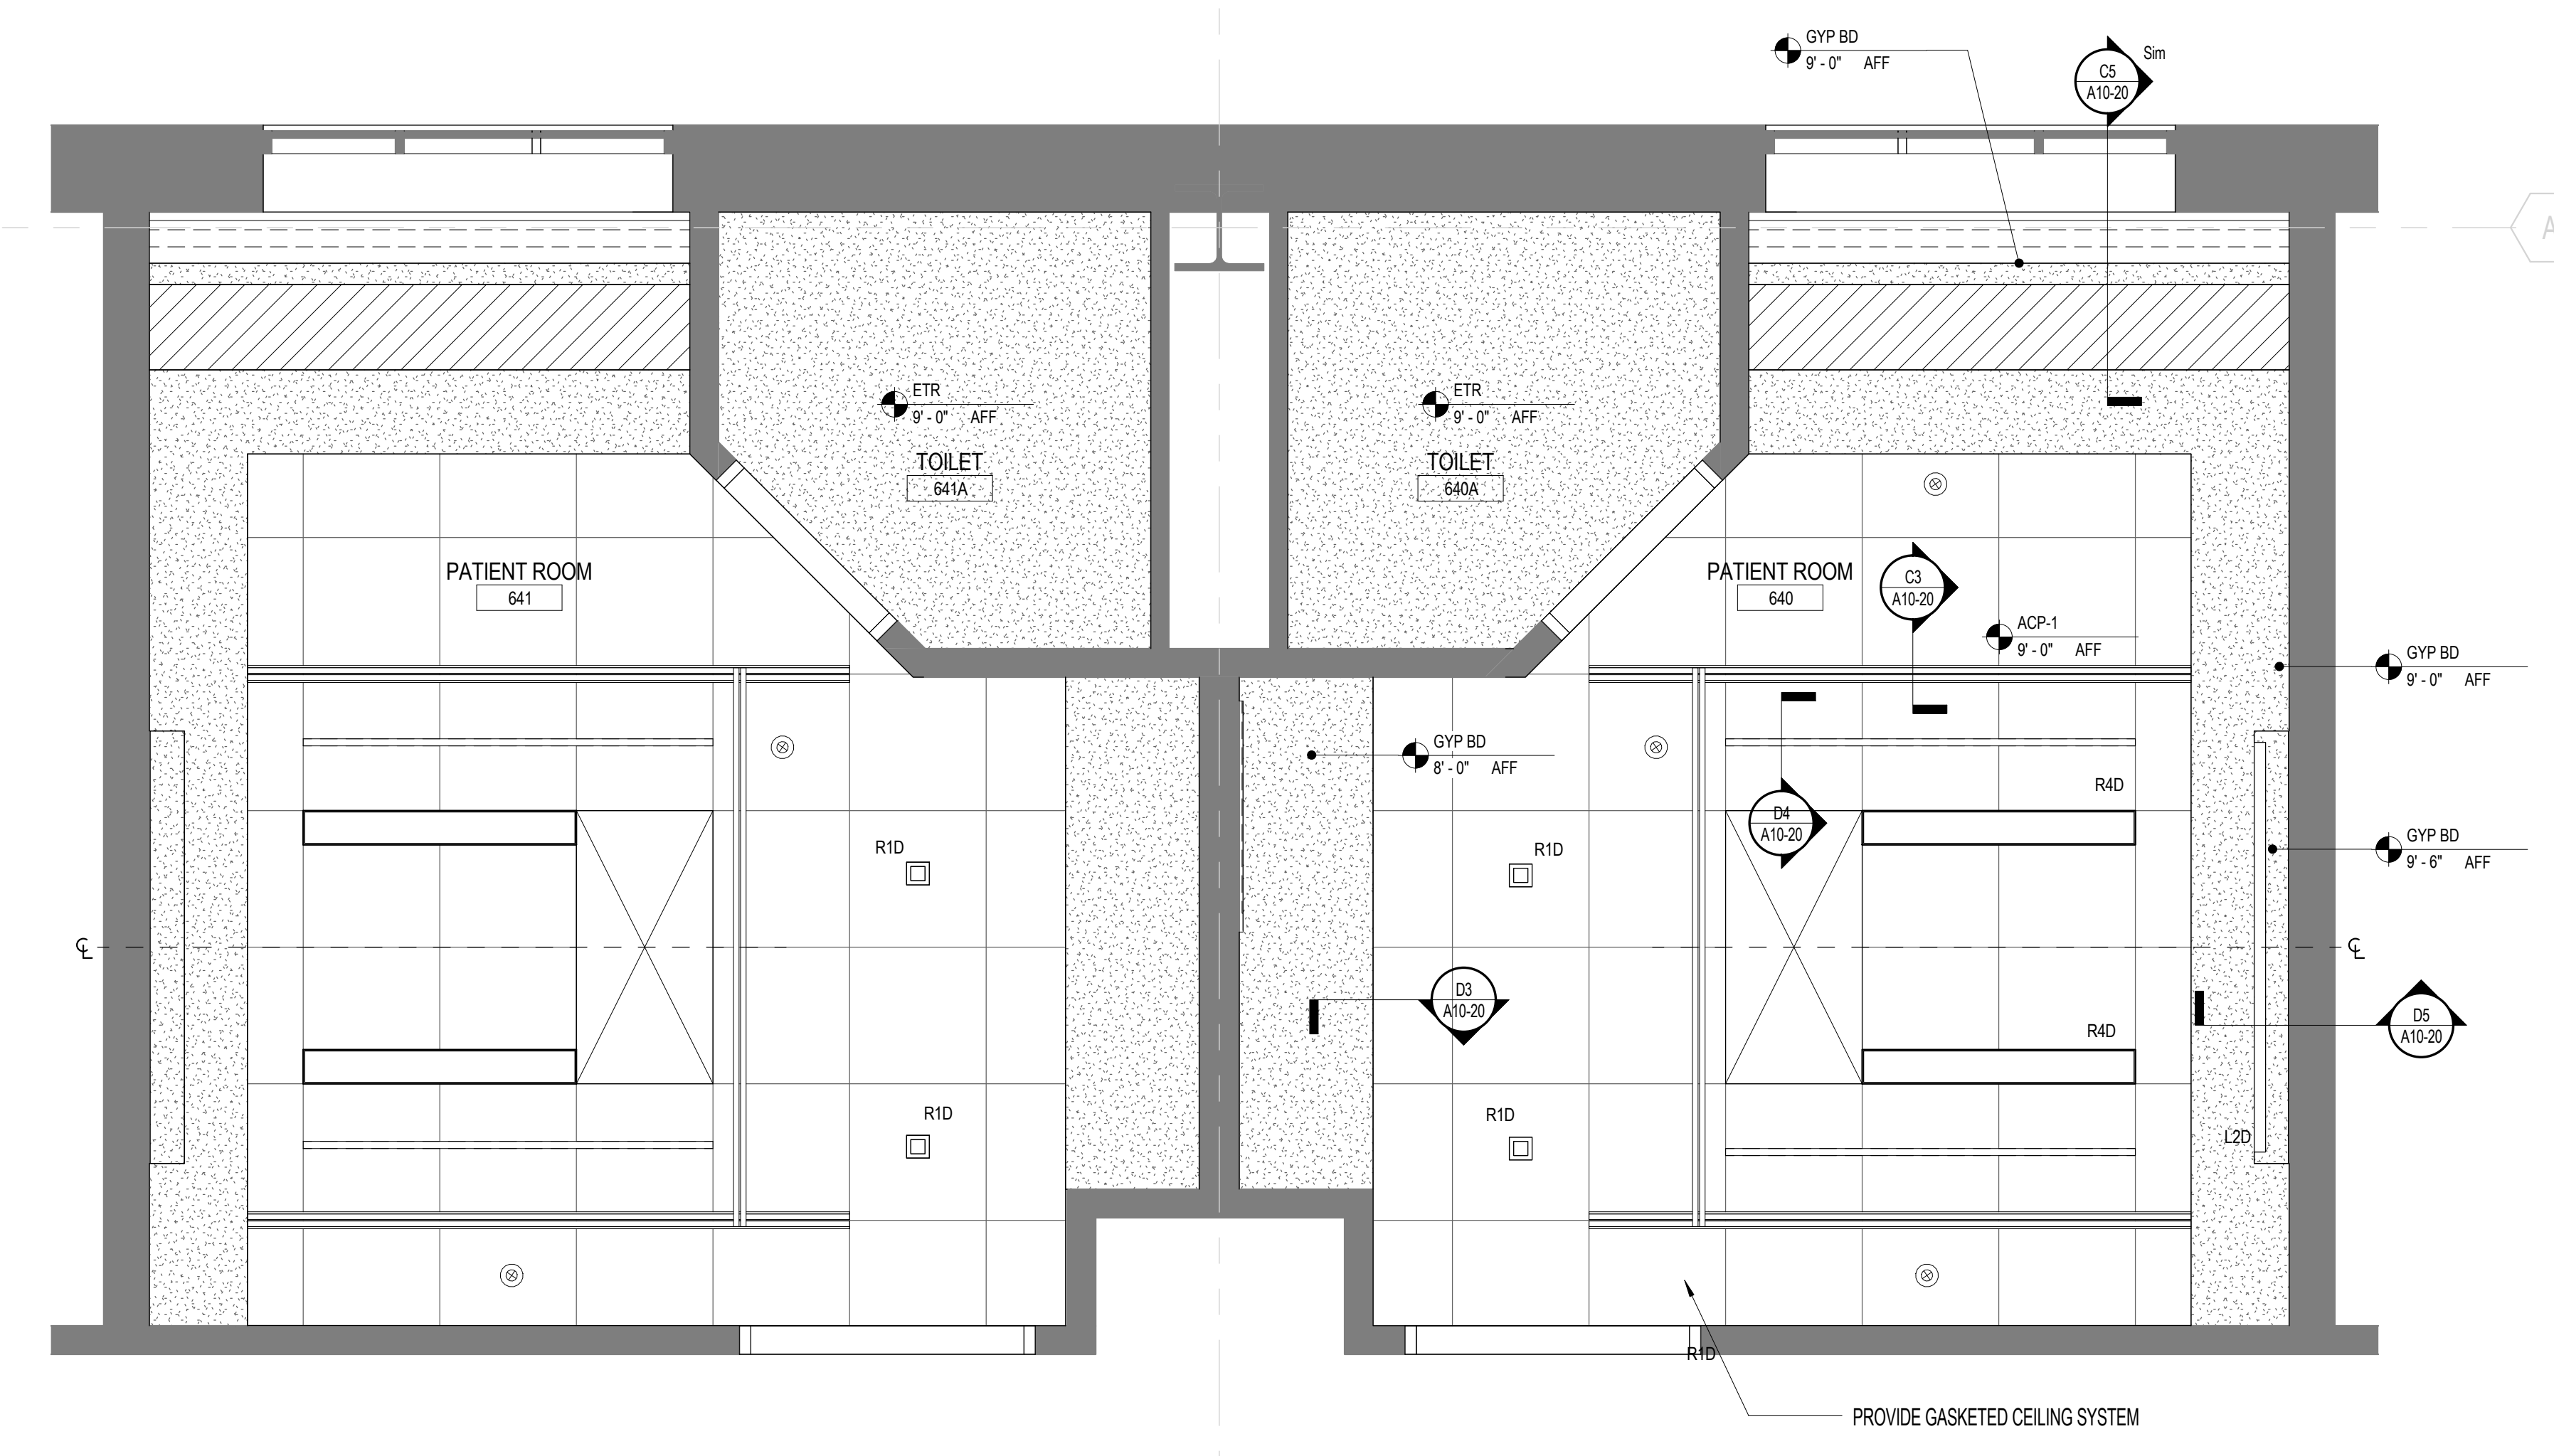 GYP BD
9' - 0" AFF
C5
A10-20
Sim
A
ETR
9' - 0" AFF
TOILET
641A
ETR
9' - 0" AFF
TOILET
640A
PATIENT ROOM
641
PATIENT ROOM
640
C3
A10-20
ACP-1
9' - 0" AFF
GYP BD
9' - 0" AFF
GYP BD
8' - 0" AFF
R4D
D4
A10-20
R1D
R1D
GYP BD
9' - 6" AFF
℄
℄
D3
A10-20
R4D
D5
A10-20
R1D
R1D
L2D
R1D
PROVIDE GASKETED CEILING SYSTEM